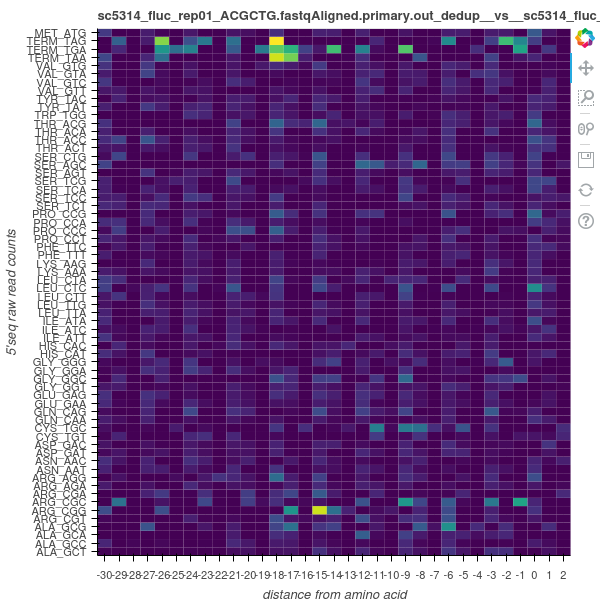 sc5314_fluc_rep01_ACGCTG.fastqAligned.primary.out_dedup__vs__sc5314_fluc_
MET_ATG
TERM_TAG
TERM_TGA
TERM_TAA
VAL_GTG
VAL_GTA
VAL_GTC
VAL_GTT
TYR_TAC
TYR_TAT
TRP_TGG
THR_ACG
THR_ACA
THR_ACC
THR_ACT
SER_CTG
SER_AGC
SER_AGT
SER_TCG
SER_TCA
SER_TCC
SER_TCT
PRO_CCG
PRO_CCA
PRO_CCC
PRO_CCT
PHE_TTC
PHE_TTT
LYS_AAG
LYS_AAA
LEU_CTA
LEU_CTC
LEU_CTT
LEU_TTG
LEU_TTA
ILE_ATA
ILE_ATC
ILE_ATT
HIS_CAC
HIS_CAT
GLY_GGG
GLY_GGA
GLY_GGC
GLY_GGT
GLU_GAG
GLU_GAA
GLN_CAG
GLN_CAA
CYS_TGC
CYS_TGT
ASP_GAC
ASP_GAT
ASN_AAC
ASN_AAT
ARG_AGG
ARG_AGA
ARG_CGA
ARG_CGC
ARG_CGG
ARG_CGT
ALA_GCG
ALA_GCA
ALA_GCC
ALA_GCT
5'seq raw read counts
-30 -29 -28 -27 -26 -25 -24 -23 -22 -21 -20 -19 -18 -17 -16 -15 -14 -13 -12 -11 -10 -9 -8 -7 -6 -5 -4 -3 -2 -1 0 1 2
distance from amino acid